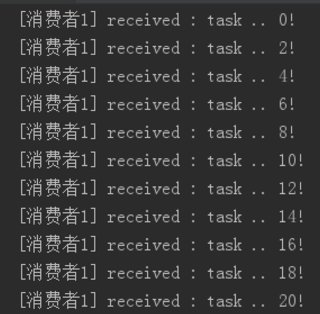 [消费者1] received : task .. 0!
[消费者1] received : task .. 2!
[消费者1] received : task .. 4!
[消费者1] received : task .. 6!
[消费者1] received : task .. 8!
[消费者1] received : task .. 10!
[消费者1] received : task .. 12!
[消费者1] received : task .. 14!
[消费者1] received : task .. 16!
[消费者1] received : task .. 18!
[消费者1] received : task .. 20!